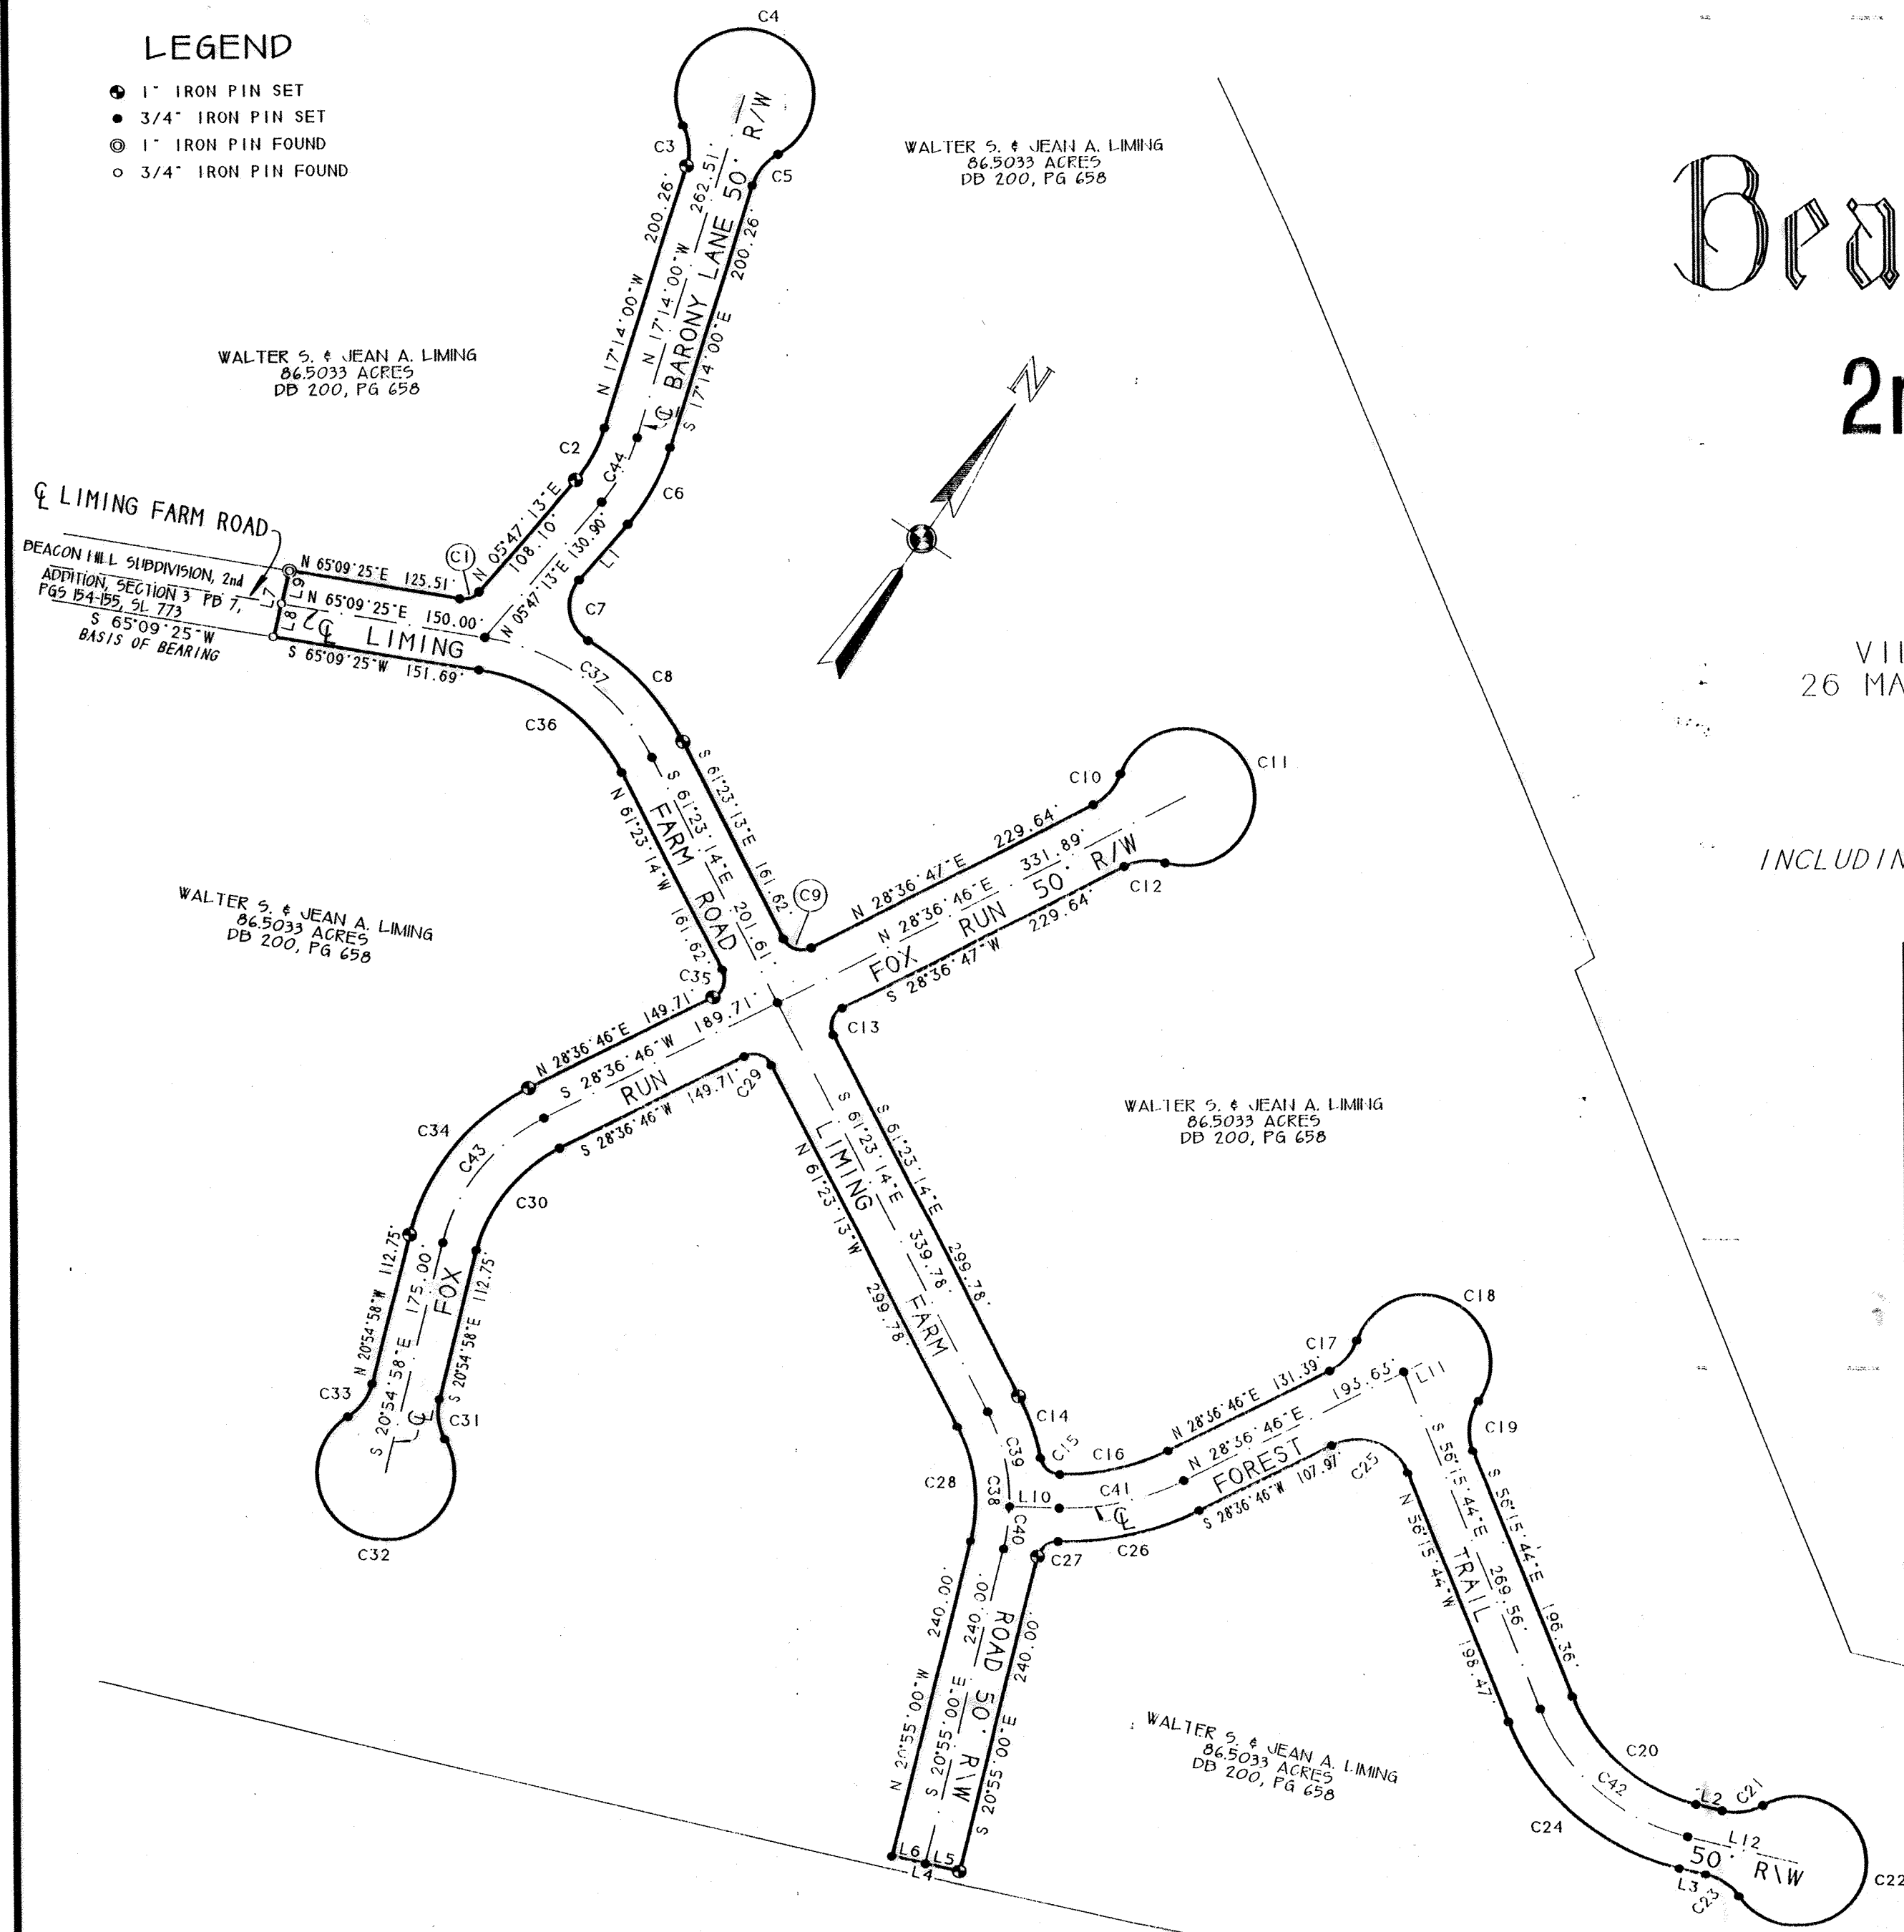 LEGEND
1" IRON PIN SET
3/4" IRON PIN SET
1" IRON PIN FOUND
3/4" IRON PIN FOUND
C4
C3
C5
N 17°14'00"W 200.26'
N 17°14'00"W 262.51'
BARONY LANE 50' R/W
S 17°14'00"E 200.26'
WALTER S. & JEAN A. LIMING
86.5033 ACRES
DB 200, PG 658
Bea
2n
VII
26 MA
INCLUDIN
WALTER S. & JEAN A. LIMING
86.5033 ACRES
DB 200, PG 658
N
C2
C44
C6
℄
℄ LIMING FARM ROAD
BEACON HILL SUBDIVISION, 2nd
ADDITION, SECTION 3 PB 7,
PGS 154-155, SL 773
S 65°09'25"W
BASIS OF BEARING
L9
L7
L8
N 65°09'25"E 125.51'
C1
N 05°47'13"E
108.10'
N 05°47'13"E 130.90'
L1
N 65°09'25"E 150.00'
℄ LIMING
S 65°09'25"W 151.69'
C7
C37
C8
C36
S 61°23'13"E 161.62'
S 61°23'14"E 201.61'
FARM ROAD
N 61°23'14"W 161.62'
C9
C10
C11
C12
N 28°36'47"E 229.64'
N 28°36'46"E 331.89'
FOX RUN 50' R/W
S 28°36'47"W 229.64'
WALTER S. & JEAN A. LIMING
86.5033 ACRES
DB 200, PG 658
C35
C13
N 28°36'46"E 149.71'
S 28°36'46"W 189.71'
RUN
S 28°36'46"W 149.71'
C29
C34
C43
C30
N 20°54'58"W 112.75'
S 20°54'58"E 175.00'
FOX
S 20°54'58"E 112.75'
C33
℄
C31
C32
WALTER S. & JEAN A. LIMING
86.5033 ACRES
DB 200, PG 658
S 61°23'14"E 299.78'
S 61°23'14"E 339.78'
LIMING FARM
N 61°23'13"W 299.78'
C14
C15
C39
C28
C38
C40
L10
C41
℄
C16
C26
C27
N 28°36'46"E 131.39'
N 28°36'46"E 193.63'
FOREST
S 28°36'46"W 107.97'
C17
C18
L11
C19
C25
S 56°15'44"E 196.36'
S 56°15'44"E 269.56'
TRAIL
N 56°15'44"W 198.47'
N 20°55'00"W 240.00'
S 20°55'00"E 240.00'
ROAD 50' R\W
S 20°55'00"E 240.00'
L6
L5
L4
WALTER S. & JEAN A. LIMING
86.5033 ACRES
DB 200, PG 658
C20
C42
C24
L2
C21
L12
50' R\W
L3
C23
C22